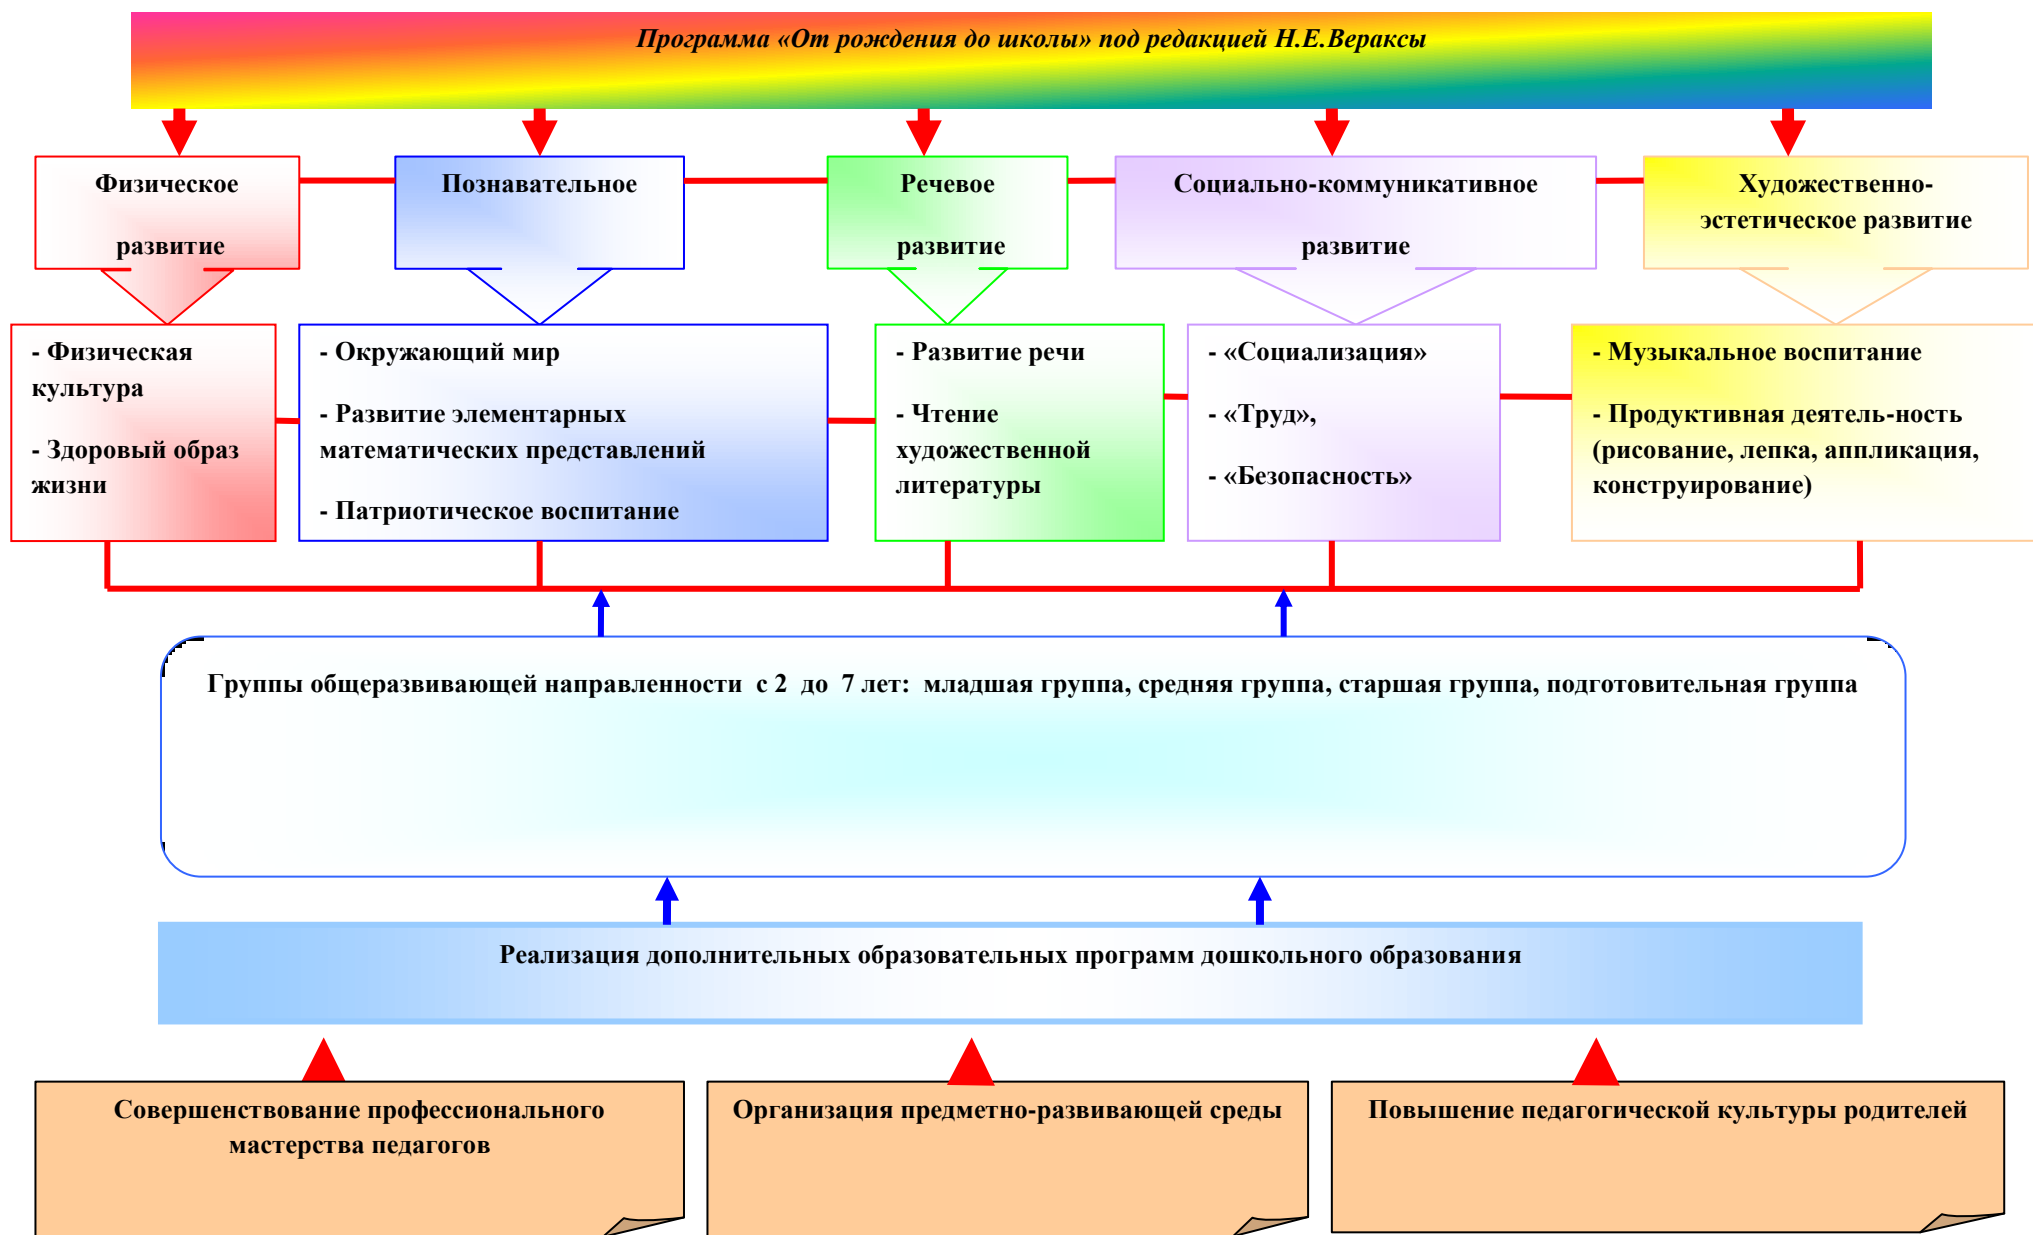 Программа «От рождения до школы» под редакцией Н.Е.Вераксы
Физическое
развитие
Познавательное
Речевое
развитие
Социально-коммуникативное
развитие
Художественно-
эстетическое развитие
- Физическая
культура
- Здоровый образ
жизни
- Окружающий мир
- Развитие элементарных
математических представлений
- Патриотическое воспитание
- Развитие речи
- Чтение
художественной
литературы
- «Социализация»
- «Труд»,
- «Безопасность»
- Музыкальное воспитание
- Продуктивная деятель-ность
(рисование, лепка, аппликация,
конструирование)
Группы общеразвивающей направленности с 2 до 7 лет: младшая группа, средняя группа, старшая группа, подготовительная группа
Реализация дополнительных образовательных программ дошкольного образования
Совершенствование профессионального
мастерства педагогов
Организация предметно-развивающей среды
Повышение педагогической культуры родителей